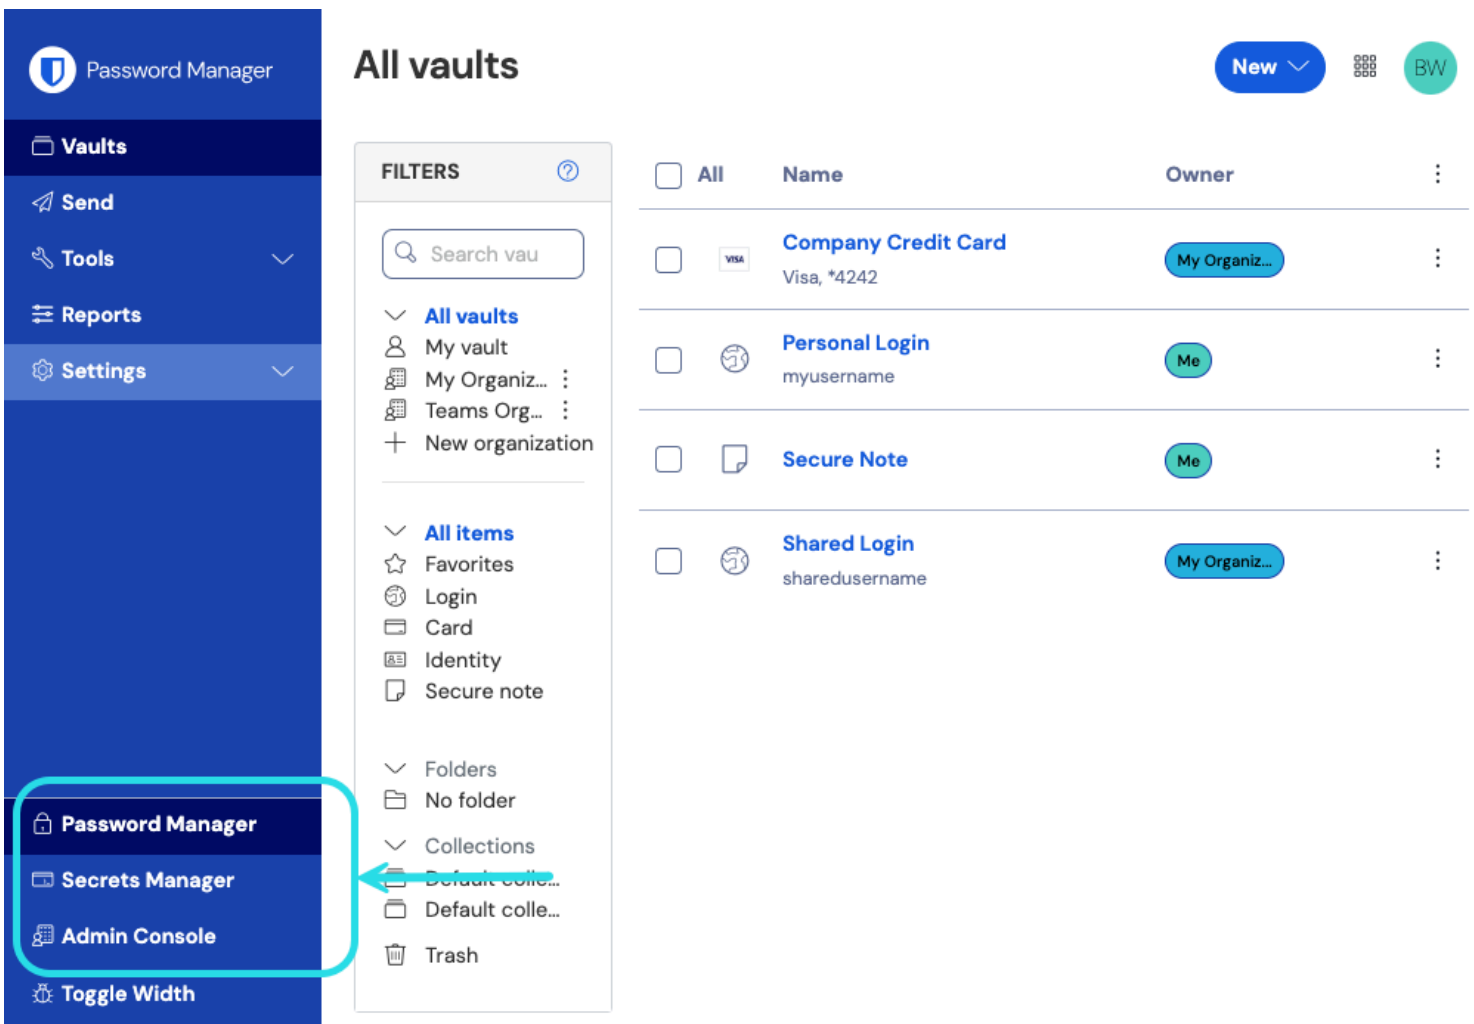 Password Manager
Vaults
Send
Tools
Reports
Settings
Password Manager
Secrets Manager
Admin Console
Toggle Width
All vaults
New
BW
FILTERS
Search vau
All vaults
My vault
My Organiz...
Teams Org...
New organization
All items
Favorites
Login
Card
Identity
Secure note
Folders
No folder
Collections
Default colle...
Default colle...
Trash
All Name Owner
VISA Company Credit Card My Organiz...
Visa, *4242
Personal Login Me
myusername
Secure Note Me
Shared Login My Organiz...
sharedusername